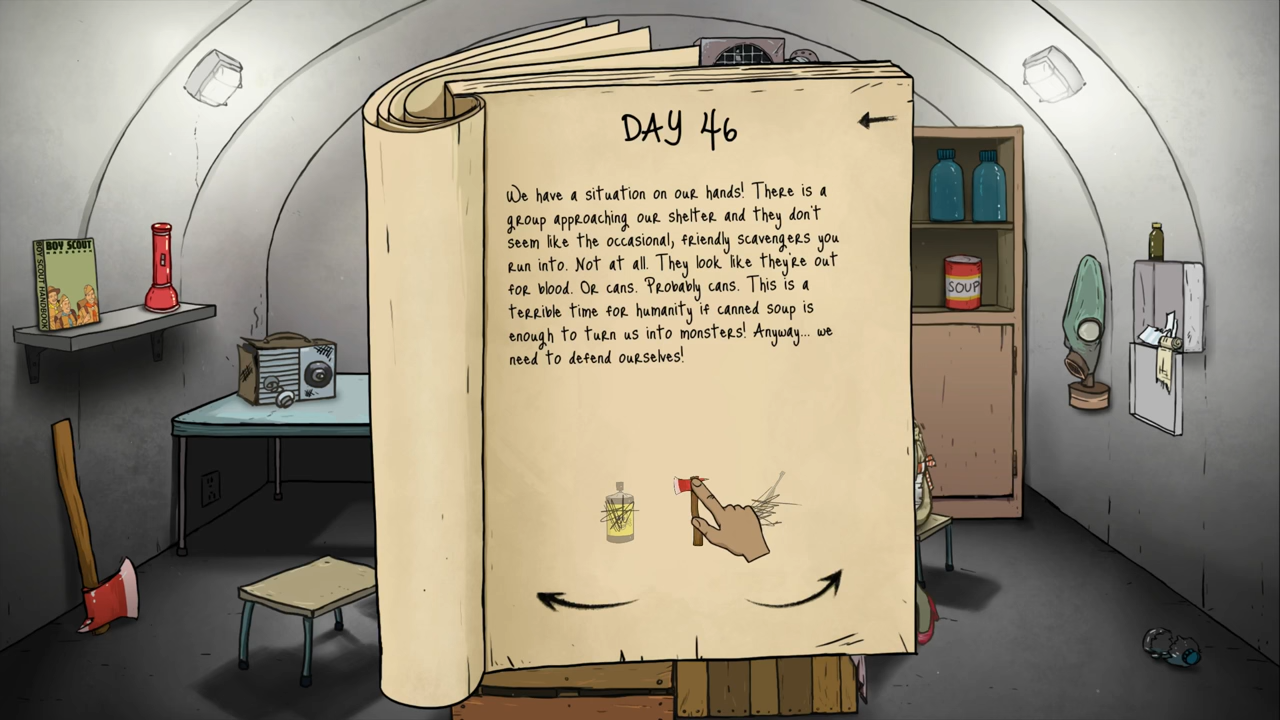 DAY 46
We have a situation on our hands! There is a
group approaching our shelter and they don't
seem like the occasional, friendly scavengers you
run into. Not at all. They look like they're out
for blood. Or cans. Probably cans. This is a
terrible time for humanity if canned soup is
enough to turn us into monsters! Anyway... we
need to defend ourselves!
BOY SCOUT
BOY SCOUT HANDBOOK
SOUP